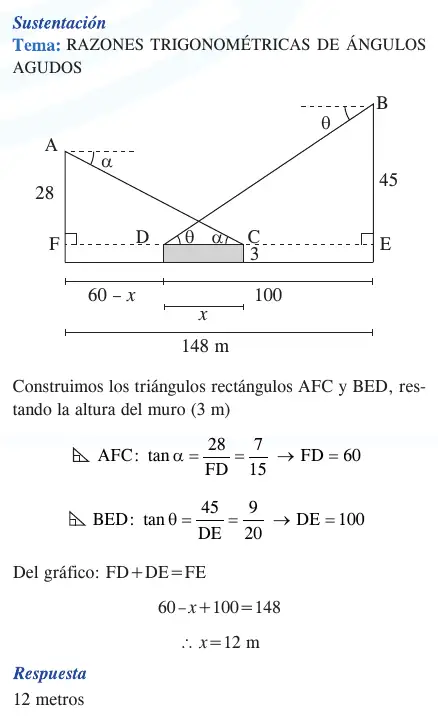 Sustentación
Tema: RAZONES TRIGONOMÉTRICAS DE ÁNGULOS
AGUDOS
B
θ
A
α
45
28
F
D
θ
α
C
E
3
60 – x
100
x
148 m
Construimos los triángulos rectángulos AFC y BED, res-
tando la altura del muro (3 m)
AFC: tan α = 28/FD = 7/15 → FD = 60
BED: tan θ = 45/DE = 9/20 → DE = 100
Del gráfico: FD+DE=FE
60–x+100=148
∴ x=12 m
Respuesta
12 metros